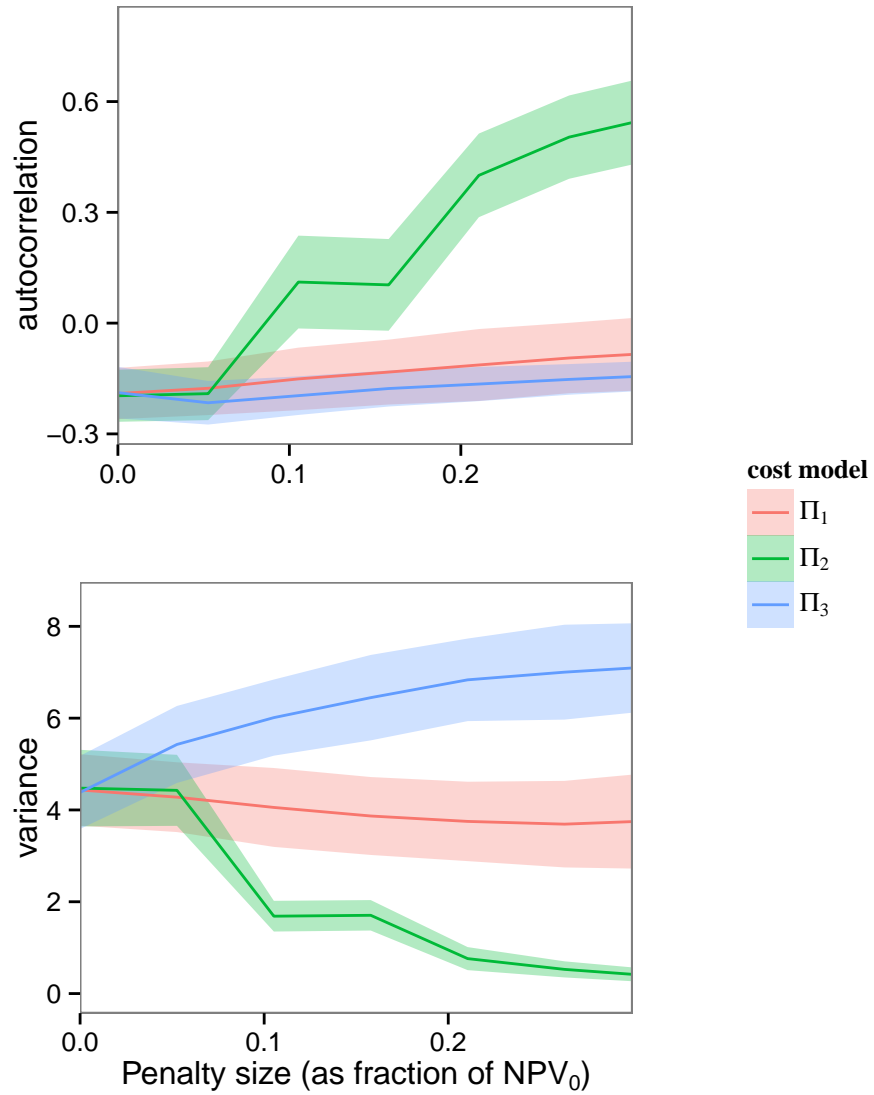 autocorrelation
0.6
0.3
0.0
−0.3
0.0 0.1 0.2
cost model
Π₁
Π₂
Π₃
variance
8
6
4
2
0
0.0 0.1 0.2
Penalty size (as fraction of NPV₀)